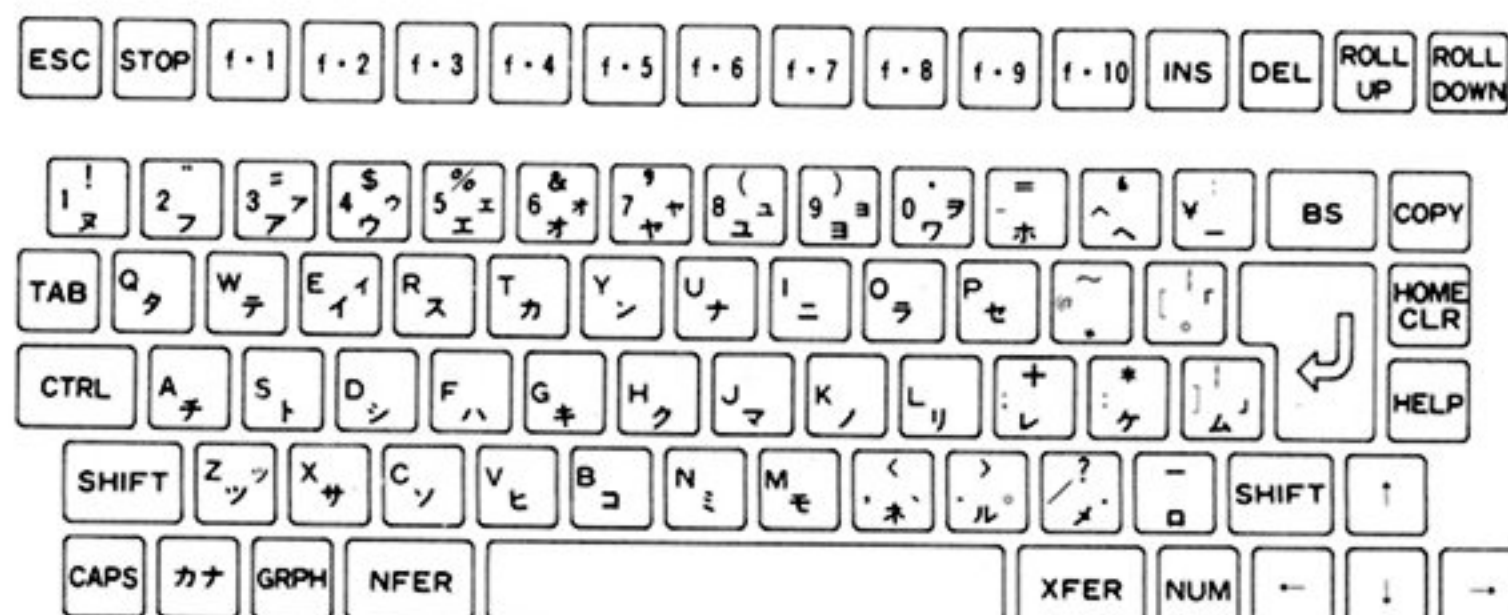 ESC STOP f・1 f・2 f・3 f・4 f・5 f・6 f・7 f・8 f・9 f・10 INS DEL ROLL UP ROLL DOWN
! 1 ヌ " 2 フ 3 ァ ア $ 4 ゥ ウ % 5 ェ エ & 6 ォ オ ' 7 ャ ヤ ( 8 ュ ユ ) 9 ョ ヨ 0 ヲ ワ = - ホ ^ ヘ ¥ ー BS COPY
TAB Q タ W テ E ィ イ R ス T カ Y ン U ナ I ニ O ラ P セ ~ [ 「 ゜ HOME CLR
CTRL A チ S ト D シ F ハ G キ H ク J マ K ノ L リ + レ * : ケ ] 」 ム HELP
SHIFT Z ッ ツ X サ C ソ V ヒ B コ N ミ M モ < ネ > ル ? / メ ロ SHIFT ↑
CAPS カナ GRPH NFER XFER NUM ← ↓ →